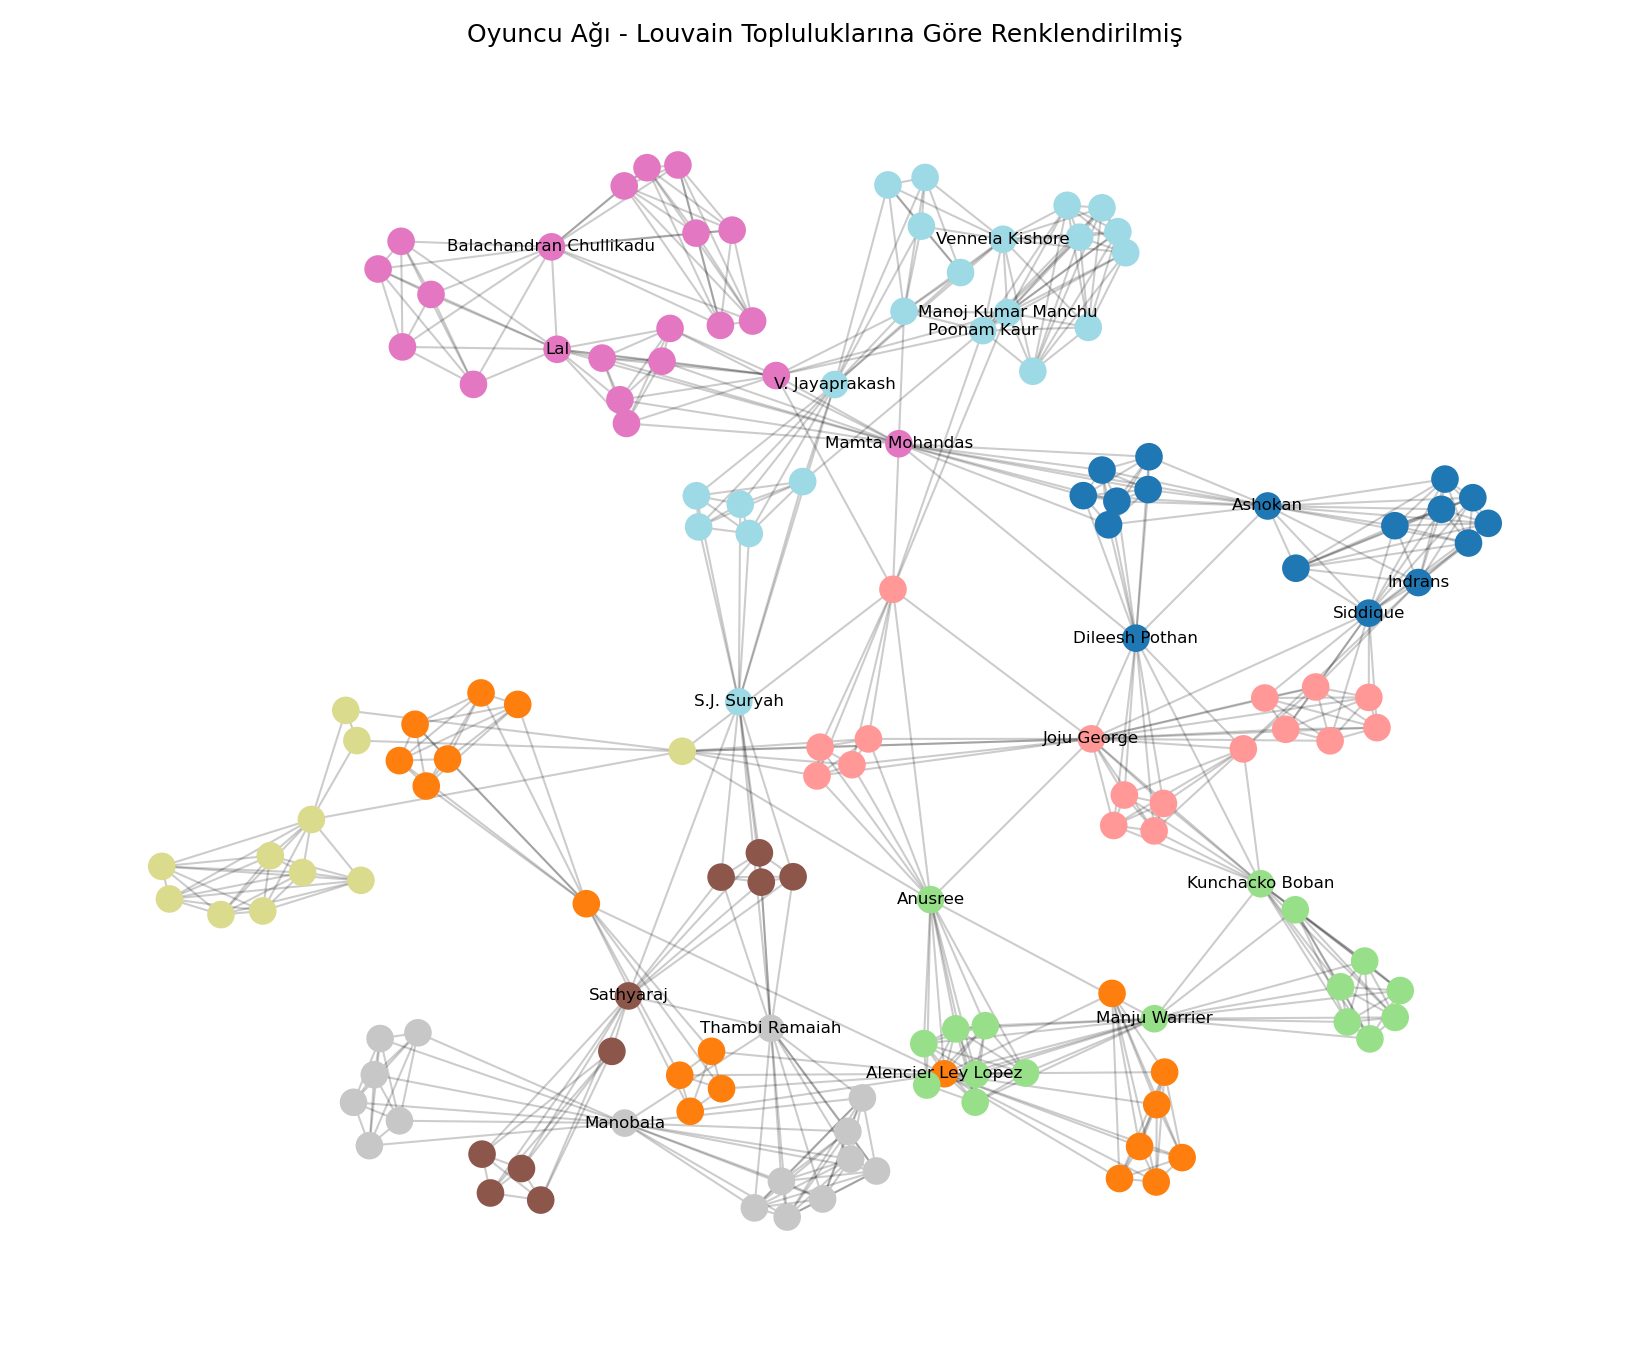 Oyuncu Ağı - Louvain Topluluklarına Göre Renklendirilmiş
Vennela Kishore
Balachandran Chullikadu
Manoj Kumar Manchu
Poonam Kaur
Lal
V. Jayaprakash
Mamta Mohandas
Ashokan
Indrans
Siddique
Dileesh Pothan
S.J. Suryah
Joju George
Kunchacko Boban
Anusree
Sathyaraj
Manju Warrier
Thambi Ramaiah
Alencier Ley Lopez
Manobala